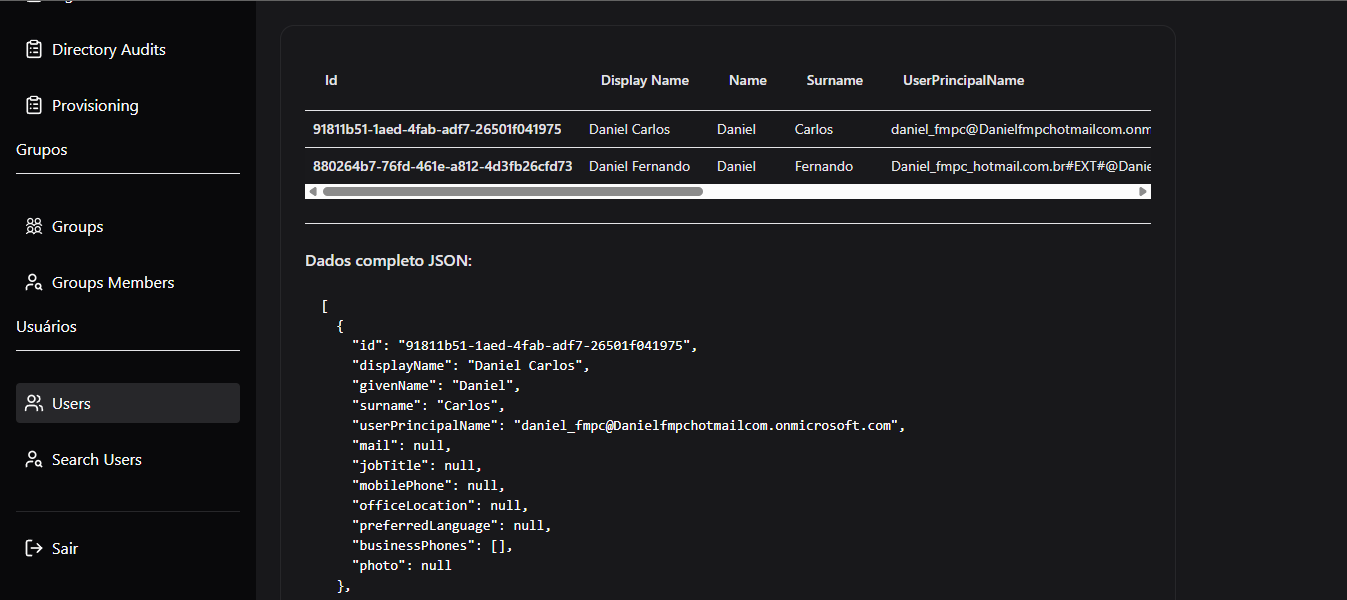 Directory Audits
Provisioning
Grupos
Groups
Groups Members
Usuários
Users
Search Users
Sair
Id Display Name Name Surname UserPrincipalName
91811b51-1aed-4fab-adf7-26501f041975 Daniel Carlos Daniel Carlos daniel_fmpc@Danielfmpchotmailcom.onm
880264b7-76fd-461e-a812-4d3fb26cfd73 Daniel Fernando Daniel Fernando Daniel_fmpc_hotmail.com.br#EXT#@Danie
Dados completo JSON:
[
{
"id": "91811b51-1aed-4fab-adf7-26501f041975",
"displayName": "Daniel Carlos",
"givenName": "Daniel",
"surname": "Carlos",
"userPrincipalName": "daniel_fmpc@Danielfmpchotmailcom.onmicrosoft.com",
"mail": null,
"jobTitle": null,
"mobilePhone": null,
"officeLocation": null,
"preferredLanguage": null,
"businessPhones": [],
"photo": null
},